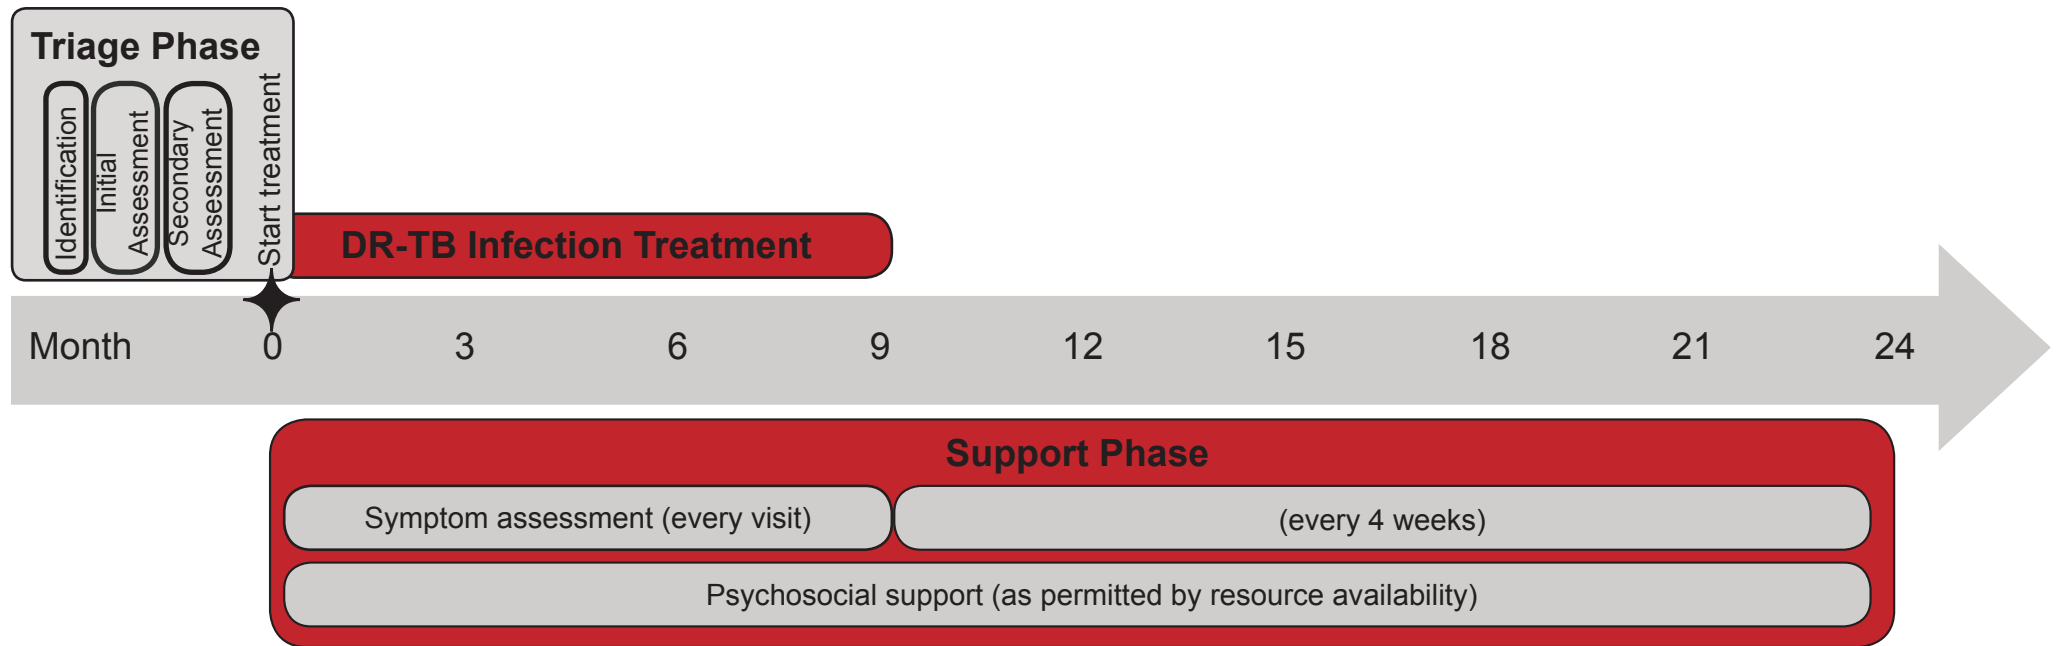 Triage Phase
Identification
Initial
Assessment
Secondary
Assessment
Start treatment
DR-TB Infection Treatment
Month 0 3 6 9 12 15 18 21 24
Support Phase
Symptom assessment (every visit) (every 4 weeks)
Psychosocial support (as permitted by resource availability)